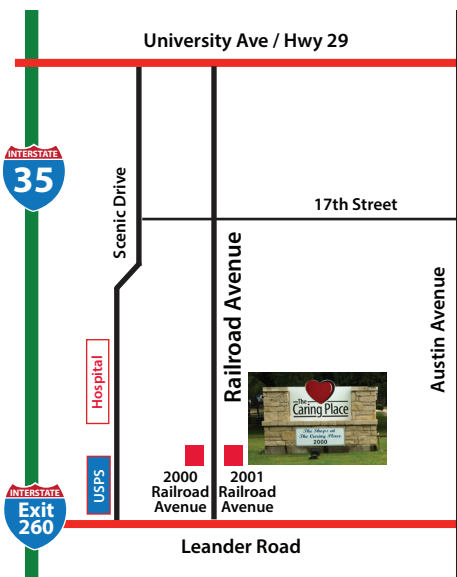 University Ave / Hwy 29
INTERSTATE
35
Scenic Drive
17th Street
Railroad Avenue
Austin Avenue
Hospital
The
Caring Place
The Shops at
The Caring Place
2000
USPS
2000
Railroad
Avenue
2001
Railroad
Avenue
INTERSTATE
Exit
260
Leander Road